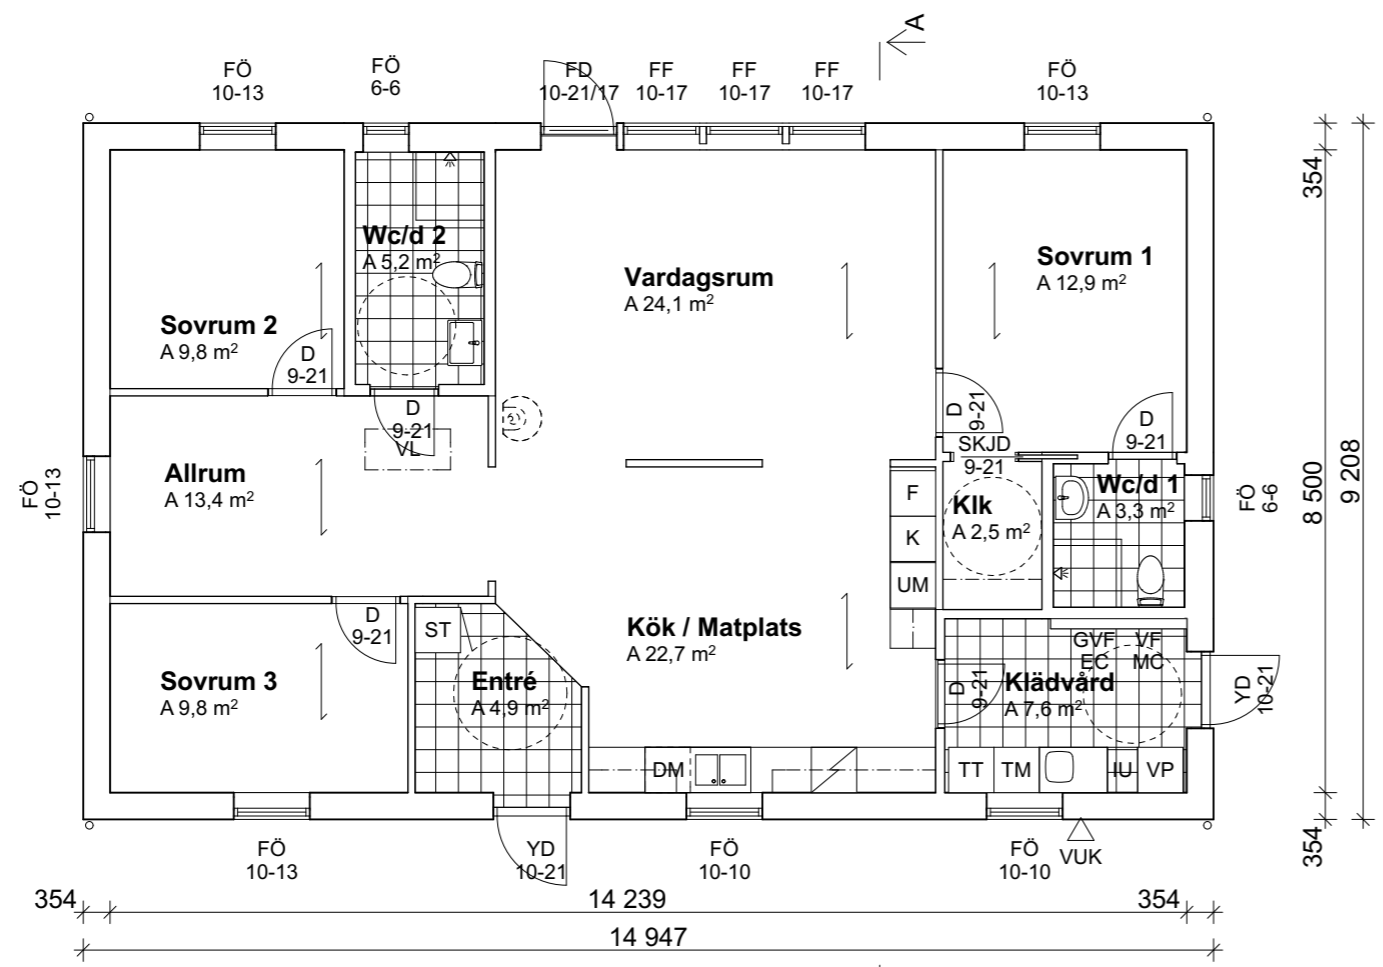 A
FÖ
10-13
FÖ
6-6
FD
10-21/17
FF
10-17
FF
10-17
FF
10-17
FÖ
10-13
354
Wc/d 2
A 5,2 m²
Vardagsrum
A 24,1 m²
Sovrum 1
A 12,9 m²
Sovrum 2
A 9,8 m²
D
9-21
D
9-21
VL
D
9-21
D
9-21
SKJD
9-21
Allrum
A 13,4 m²
FÖ
10-13
F
K
UM
Klk
A 2,5 m²
Wc/d 1
A 3,3 m²
FÖ
6-6
8 500
9 208
D
9-21
ST
Kök / Matplats
A 22,7 m²
GVF
EC
VF
MC
Sovrum 3
A 9,8 m²
Entré
A 4,9 m²
D
9-21
Klädvård
A 7,6 m²
YD
10-21
DM
TT
TM
IU
VP
FÖ
10-13
YD
10-21
FÖ
10-10
FÖ
10-10
VUK
354
354
14 239
354
14 947